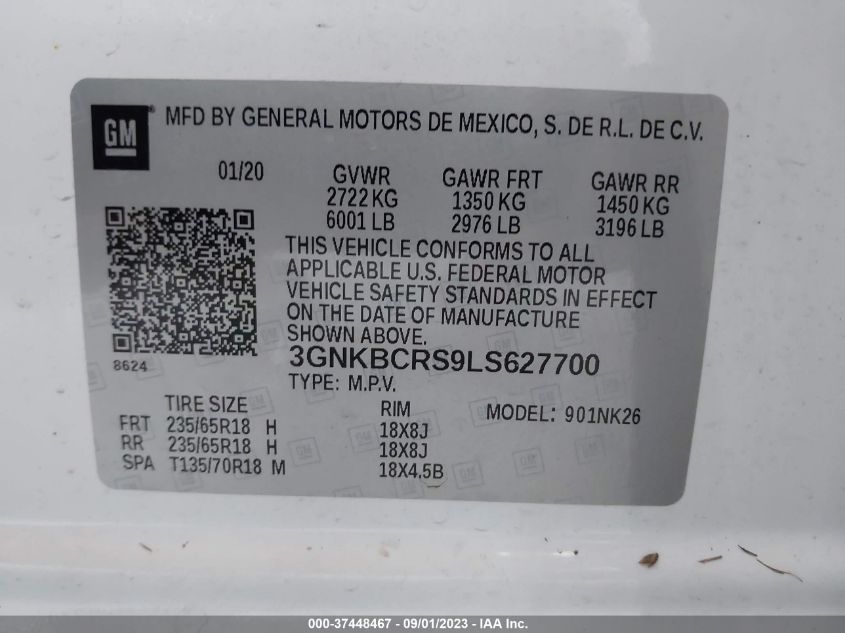 GM
MFD BY GENERAL MOTORS DE MEXICO, S. DE R.L. DE C.V.
01/20 GVWR GAWR FRT GAWR RR
2722 KG 1350 KG 1450 KG
6001 LB 2976 LB 3196 LB
THIS VEHICLE CONFORMS TO ALL
APPLICABLE U.S. FEDERAL MOTOR
VEHICLE SAFETY STANDARDS IN EFFECT
ON THE DATE OF MANUFACTURE
SHOWN ABOVE.
8624
3GNKBCRS9LS627700
TYPE: M.P.V.
TIRE SIZE RIM MODEL: 901NK26
FRT 235/65R18 H 18X8J
RR 235/65R18 H 18X8J
SPA T135/70R18 M 18X4.5B
000-37448467 - 09/01/2023 - IAA Inc.